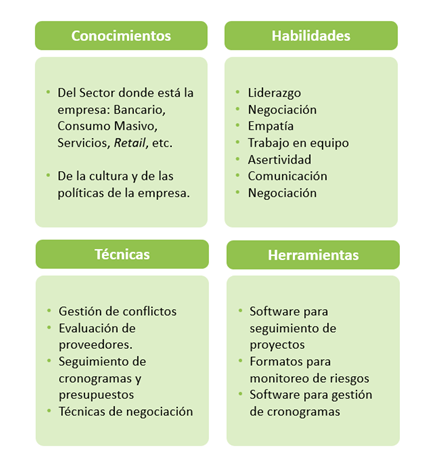 Conocimientos
Del Sector donde está la
empresa: Bancario,
Consumo Masivo,
Servicios, Retail, etc.
De la cultura y de las
políticas de la empresa.
Habilidades
Liderazgo
Negociación
Empatía
Trabajo en equipo
Asertividad
Comunicación
Negociación
Técnicas
Gestión de conflictos
Evaluación de
proveedores.
Seguimiento de
cronogramas y
presupuestos
Técnicas de negociación
Herramientas
Software para
seguimiento de
proyectos
Formatos para
monitoreo de riesgos
Software para gestión
de cronogramas